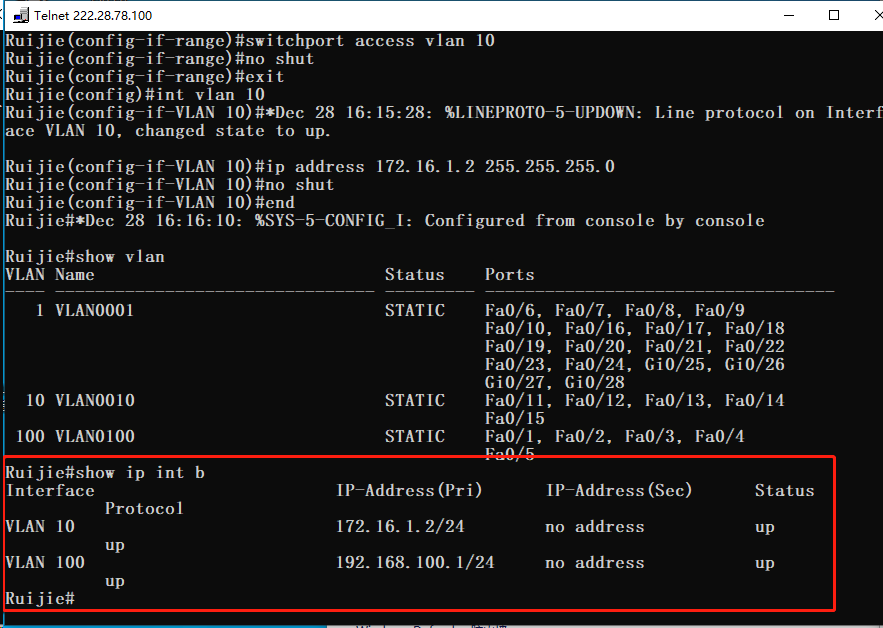 Telnet 222.28.78.100
Ruijie(config-if-range)#switchport access vlan 10
Ruijie(config-if-range)#no shut
Ruijie(config-if-range)#exit
Ruijie(config)#int vlan 10
Ruijie(config-if-VLAN 10)#*Dec 28 16:15:28: %LINEPROTO-5-UPDOWN: Line protocol on Interf
ace VLAN 10, changed state to up.
Ruijie(config-if-VLAN 10)#ip address 172.16.1.2 255.255.255.0
Ruijie(config-if-VLAN 10)#no shut
Ruijie(config-if-VLAN 10)#end
Ruijie#*Dec 28 16:16:10: %SYS-5-CONFIG_I: Configured from console by console
Ruijie#show vlan
VLAN Name Status Ports
1 VLAN0001 STATIC Fa0/6, Fa0/7, Fa0/8, Fa0/9
Fa0/10, Fa0/16, Fa0/17, Fa0/18
Fa0/19, Fa0/20, Fa0/21, Fa0/22
Fa0/23, Fa0/24, Gi0/25, Gi0/26
Gi0/27, Gi0/28
10 VLAN0010 STATIC Fa0/11, Fa0/12, Fa0/13, Fa0/14
Fa0/15
100 VLAN0100 STATIC Fa0/1, Fa0/2, Fa0/3, Fa0/4
Fa0/5
Ruijie#show ip int b
Interface IP-Address(Pri) IP-Address(Sec) Status
Protocol
VLAN 10 172.16.1.2/24 no address up
up
VLAN 100 192.168.100.1/24 no address up
up
Ruijie#